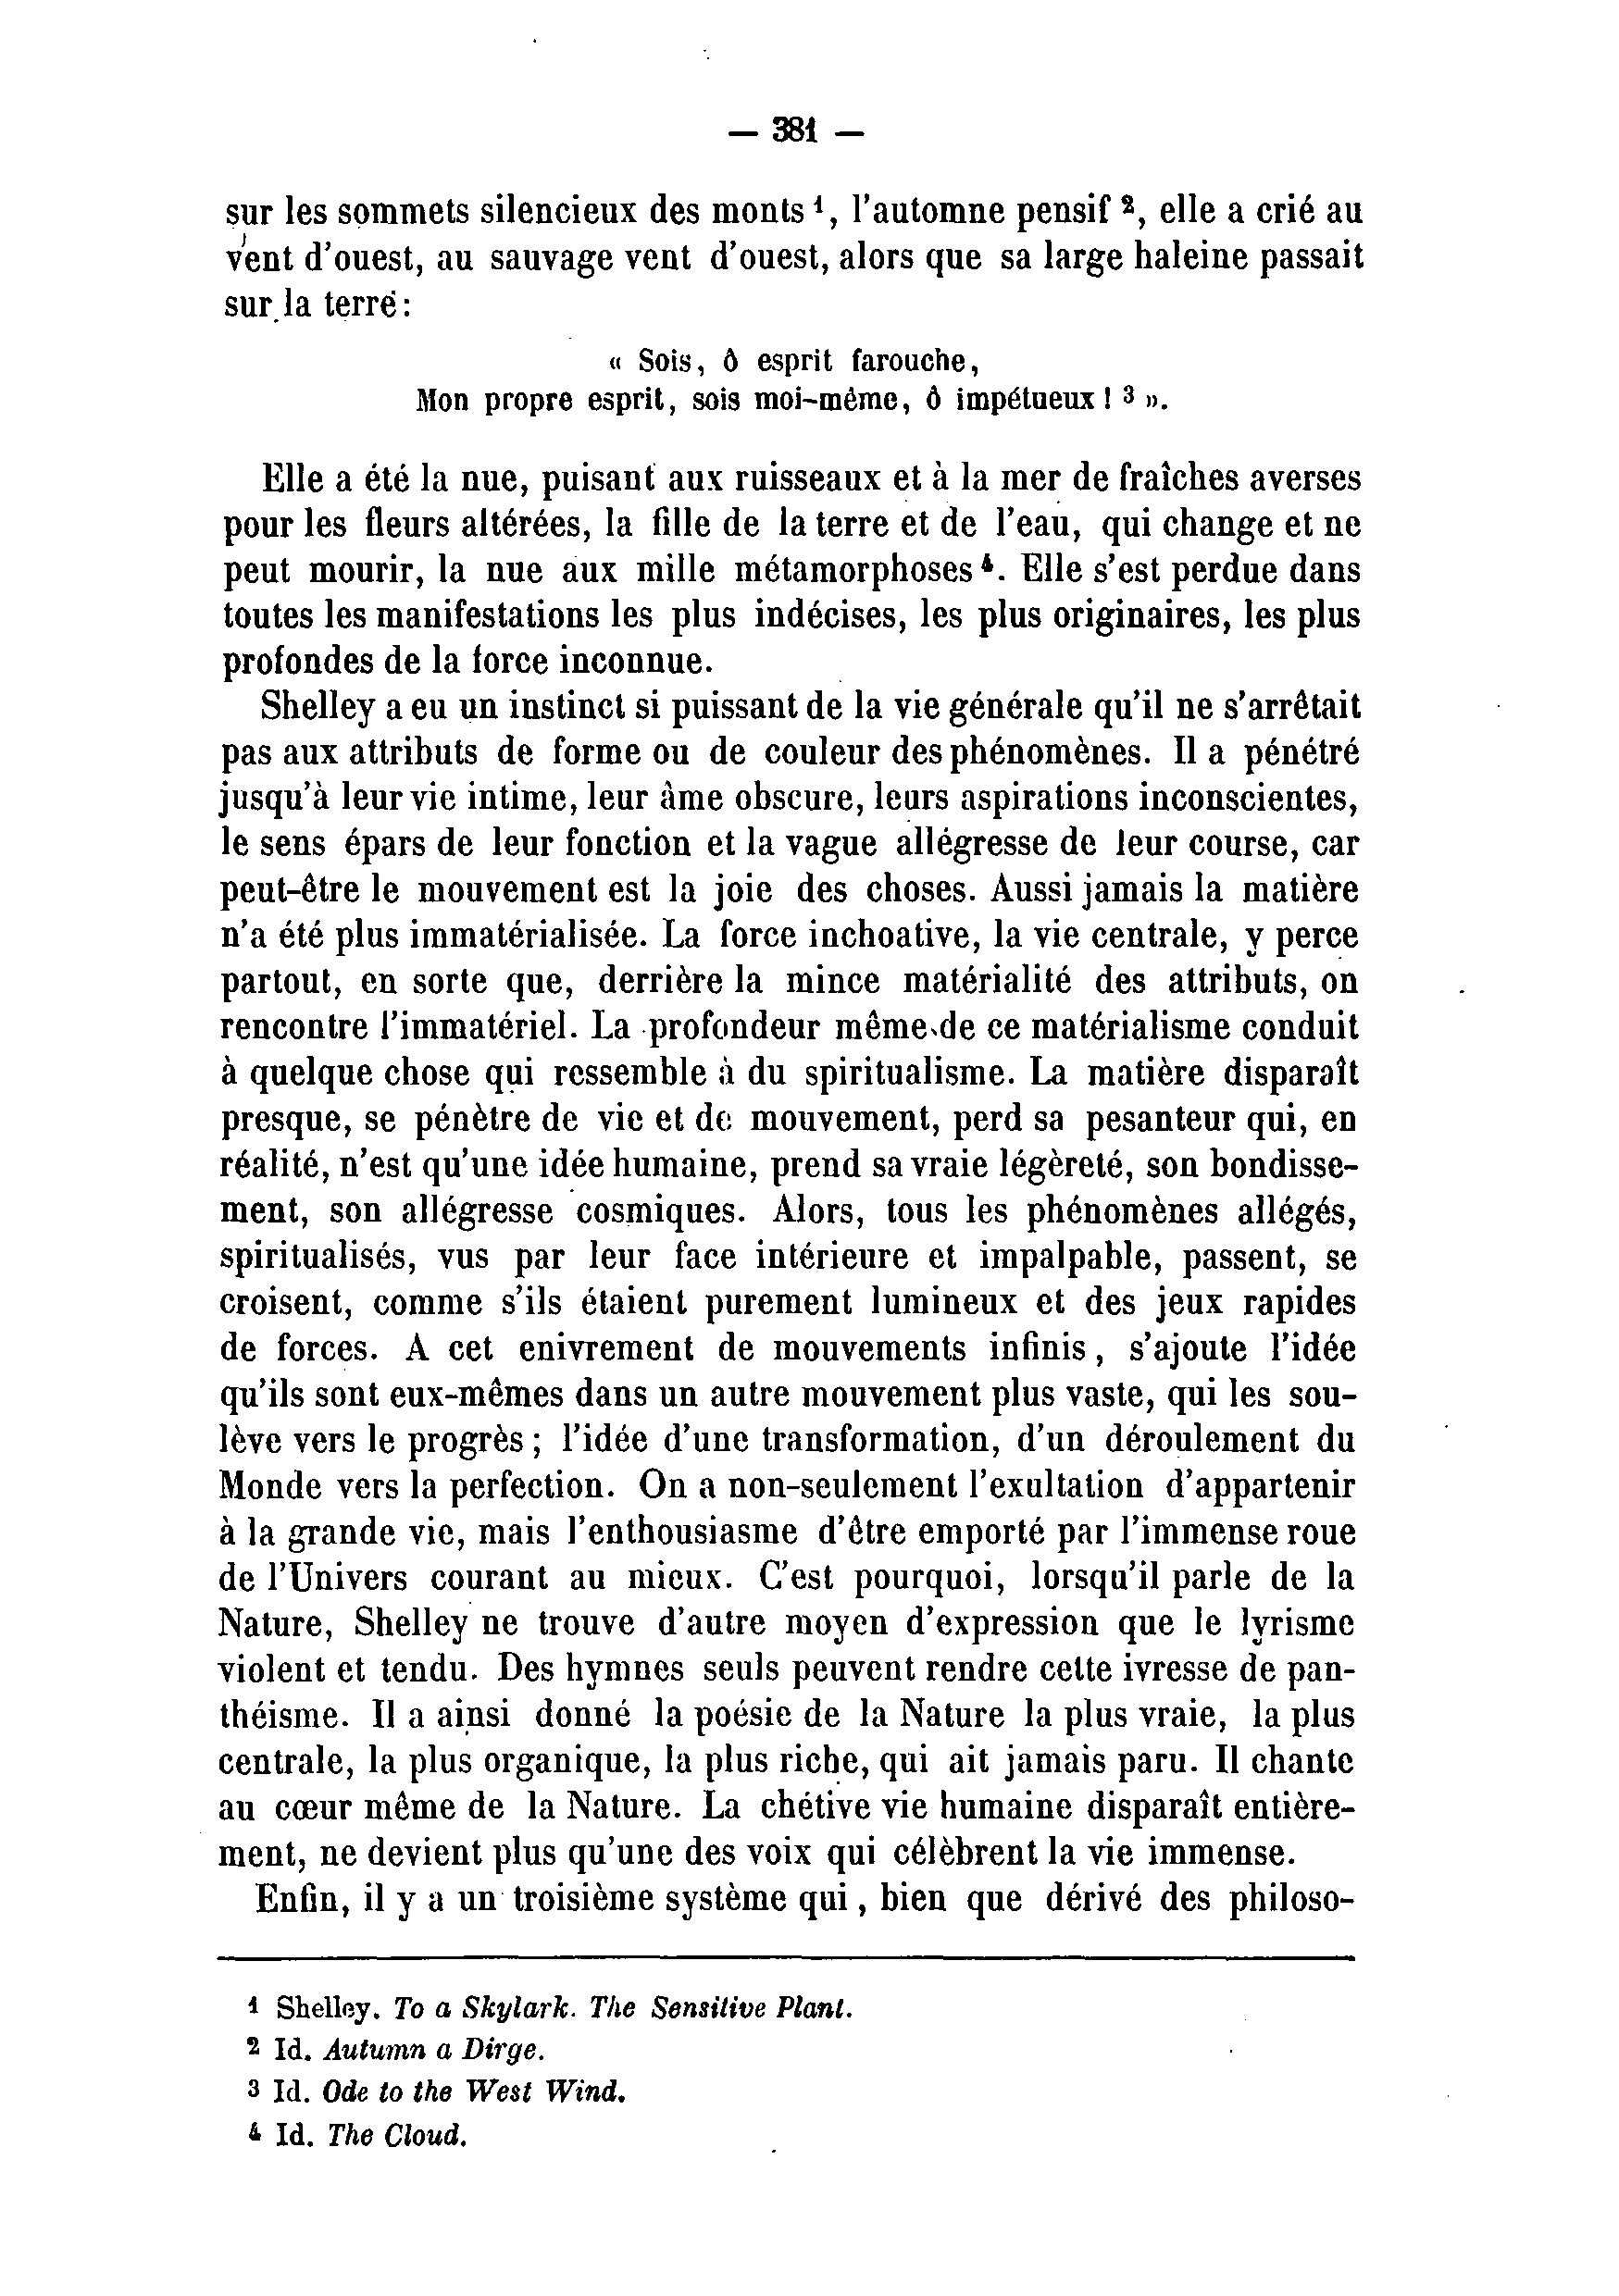 — 381 —
sur les sommets silencieux des monts ¹, l'automne pensif ², elle a crié au
vent d'ouest, au sauvage vent d'ouest, alors que sa large haleine passait
sur la terre :
« Sois, ô esprit farouche,
Mon propre esprit, sois moi-même, ô impétueux ! ³ ».
Elle a été la nue, puisant aux ruisseaux et à la mer de fraîches averses
pour les fleurs altérées, la fille de la terre et de l'eau, qui change et ne
peut mourir, la nue aux mille métamorphoses ⁴. Elle s'est perdue dans
toutes les manifestations les plus indécises, les plus originaires, les plus
profondes de la force inconnue.
Shelley a eu un instinct si puissant de la vie générale qu'il ne s'arrêtait
pas aux attributs de forme ou de couleur des phénomènes. Il a pénétré
jusqu'à leur vie intime, leur âme obscure, leurs aspirations inconscientes,
le sens épars de leur fonction et la vague allégresse de leur course, car
peut-être le mouvement est la joie des choses. Aussi jamais la matière
n'a été plus immatérialisée. La force inchoative, la vie centrale, y perce
partout, en sorte que, derrière la mince matérialité des attributs, on
rencontre l'immatériel. La profondeur même de ce matérialisme conduit
à quelque chose qui ressemble à du spiritualisme. La matière disparaît
presque, se pénètre de vie et de mouvement, perd sa pesanteur qui, en
réalité, n'est qu'une idée humaine, prend sa vraie légèreté, son bondisse-
ment, son allégresse cosmiques. Alors, tous les phénomènes allégés,
spiritualisés, vus par leur face intérieure et impalpable, passent, se
croisent, comme s'ils étaient purement lumineux et des jeux rapides
de forces. A cet enivrement de mouvements infinis, s'ajoute l'idée
qu'ils sont eux-mêmes dans un autre mouvement plus vaste, qui les sou-
lève vers le progrès ; l'idée d'une transformation, d'un déroulement du
Monde vers la perfection. On a non-seulement l'exultation d'appartenir
à la grande vie, mais l'enthousiasme d'être emporté par l'immense roue
de l'Univers courant au mieux. C'est pourquoi, lorsqu'il parle de la
Nature, Shelley ne trouve d'autre moyen d'expression que le lyrisme
violent et tendu. Des hymnes seuls peuvent rendre cette ivresse de pan-
théisme. Il a ainsi donné la poésie de la Nature la plus vraie, la plus
centrale, la plus organique, la plus riche, qui ait jamais paru. Il chante
au cœur même de la Nature. La chétive vie humaine disparaît entière-
ment, ne devient plus qu'une des voix qui célèbrent la vie immense.
Enfin, il y a un troisième système qui, bien que dérivé des philoso-
¹ Shelley. To a Skylark. The Sensitive Plant.
² Id. Autumn a Dirge.
³ Id. Ode to the West Wind.
⁴ Id. The Cloud.